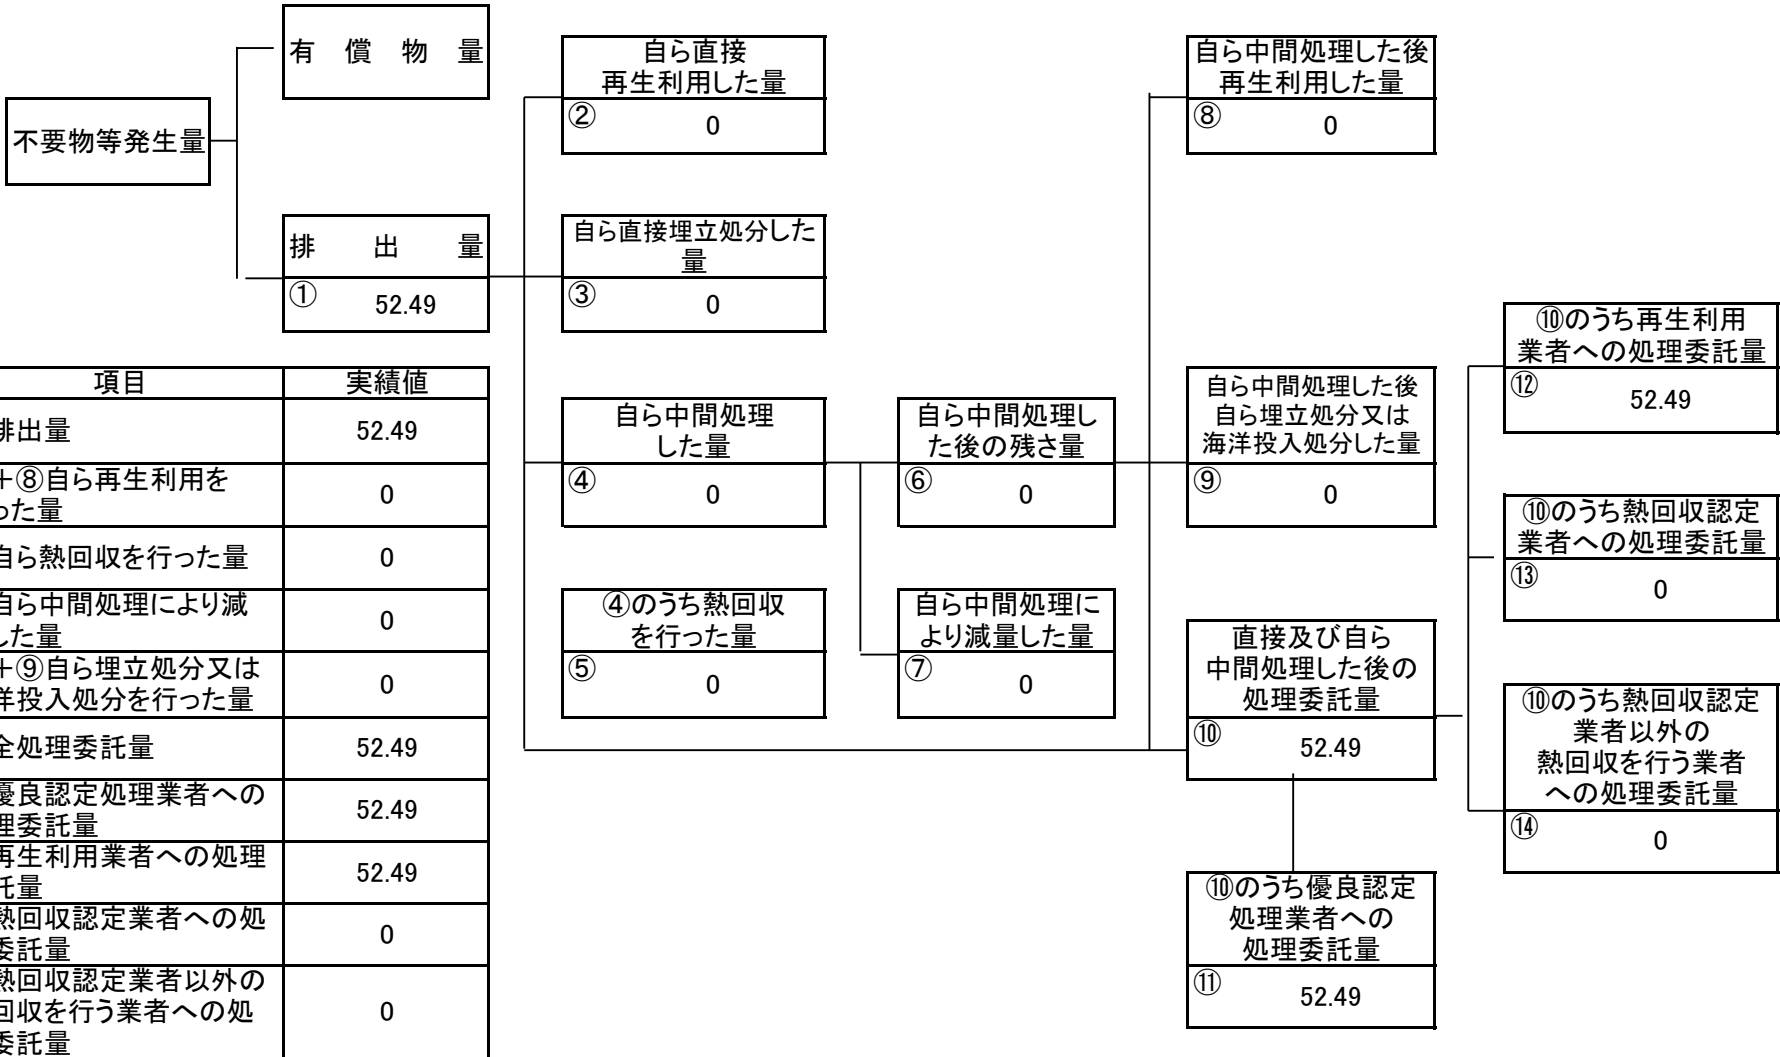 有償物量
不要物等発生量
排出量
① 52.49
自ら直接
再生利用した量
② 0
自ら直接埋立処分した
量
③ 0
自ら中間処理
した量
④ 0
④のうち熱回収
を行った量
⑤ 0
自ら中間処理し
た後の残さ量
⑥ 0
自ら中間処理に
より減量した量
⑦ 0
自ら中間処理した後
再生利用した量
⑧ 0
自ら中間処理した後
自ら埋立処分又は
海洋投入処分した量
⑨ 0
直接及び自ら
中間処理した後の
処理委託量
⑩ 52.49
⑩のうち優良認定
処理業者への
処理委託量
⑪ 52.49
⑩のうち再生利用
業者への処理委託量
⑫ 52.49
⑩のうち熱回収認定
業者への処理委託量
⑬ 0
⑩のうち熱回収認定
業者以外の
熱回収を行う業者
への処理委託量
⑭ 0
項目 実績値
排出量 52.49
+⑧自ら再生利用を
った量 0
自ら熱回収を行った量 0
自ら中間処理により減
した量 0
+⑨自ら埋立処分又は
洋投入処分を行った量 0
全処理委託量 52.49
優良認定処理業者への
理委託量 52.49
再生利用業者への処理
託量 52.49
熱回収認定業者への処
委託量 0
熱回収認定業者以外の
回収を行う業者への処
委託量 0